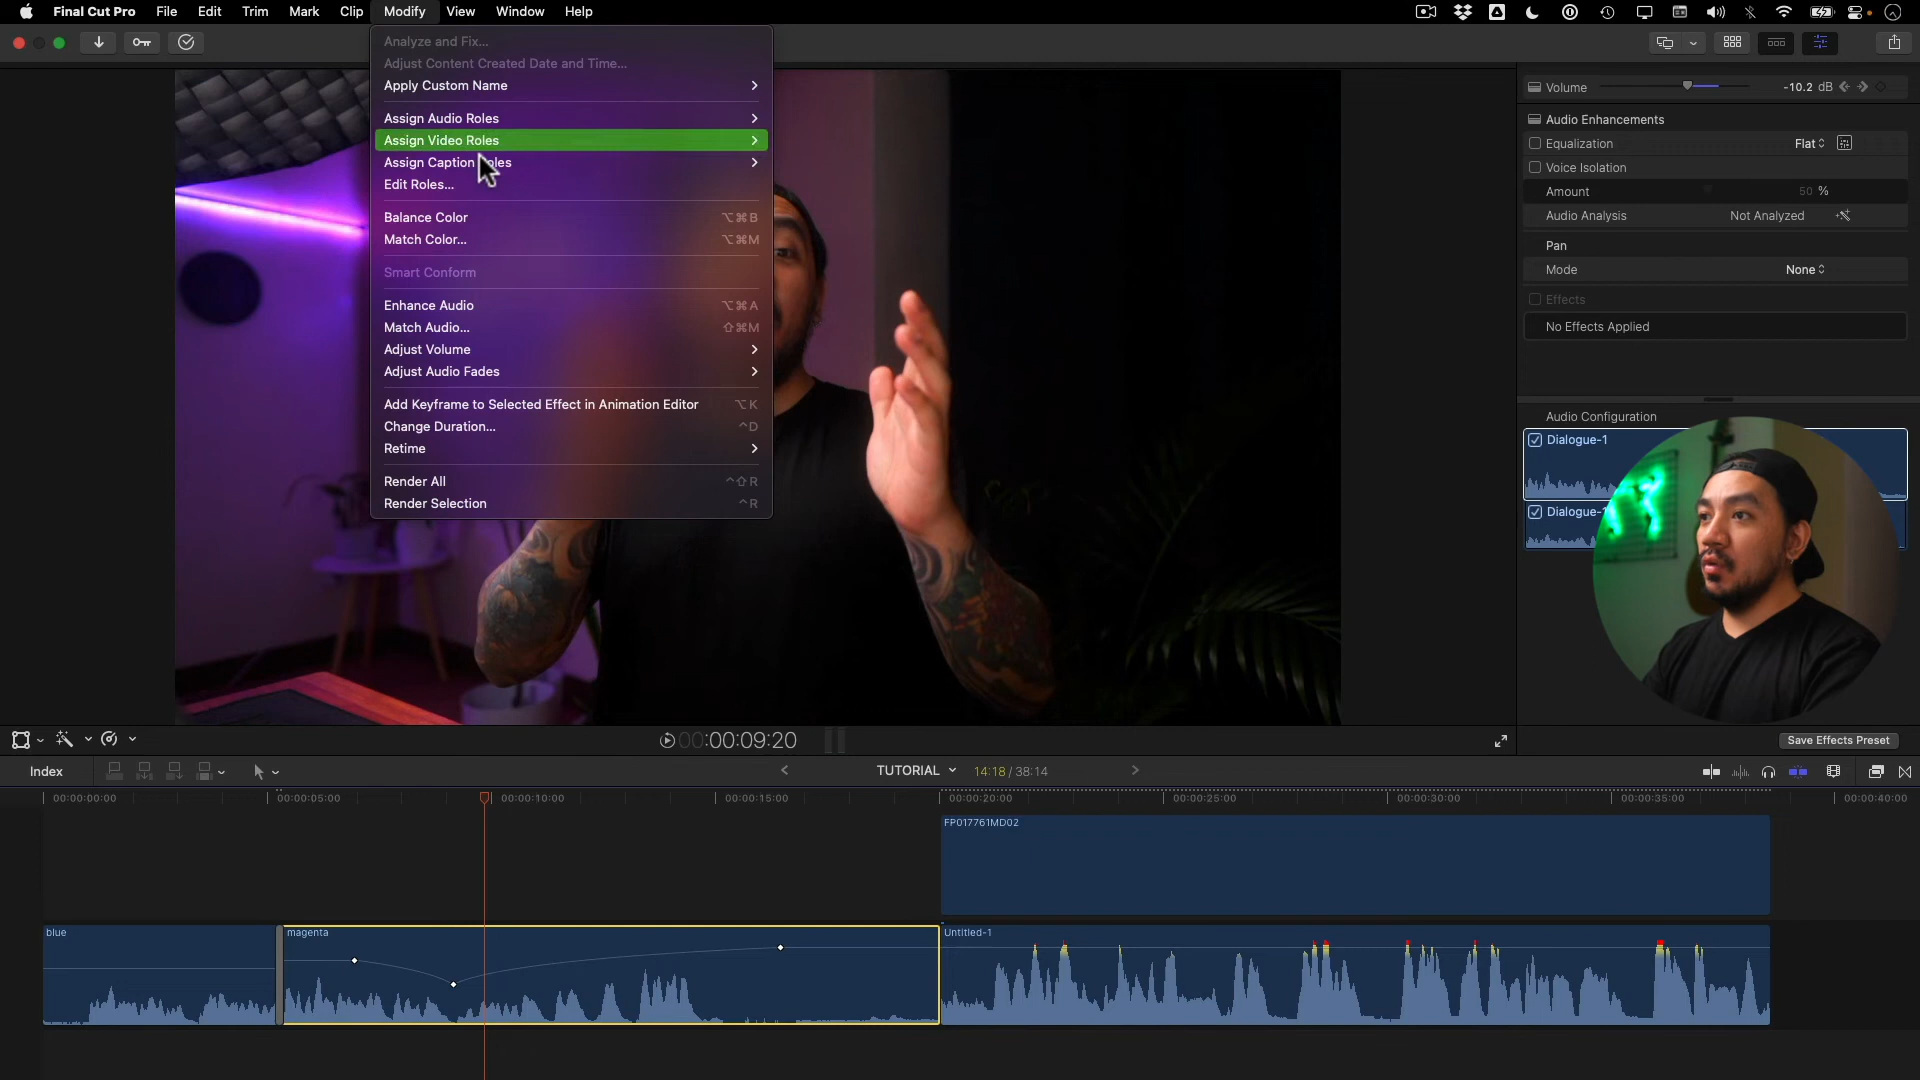 Final Cut Pro File Edit Trim Mark Clip Modify View Window Help
Analyze and Fix...
Adjust Content Created Date and Time...
Apply Custom Name
Assign Audio Roles
Assign Video Roles
Assign Caption Roles
Edit Roles...
Balance Color ⌥⌘B
Match Color... ⌥⌘M
Smart Conform
Enhance Audio ⌥⌘A
Match Audio... ⇧⌘M
Adjust Volume
Adjust Audio Fades
Add Keyframe to Selected Effect in Animation Editor ⌥K
Change Duration... ^D
Retime
Render All ^⇧R
Render Selection ^R
Volume -10.2 dB
Audio Enhancements
Equalization Flat
Voice Isolation
Amount 50 %
Audio Analysis Not Analyzed
Pan
Mode None
Effects
No Effects Applied
Audio Configuration
Dialogue-1
Save Effects Preset
00:00:09:20
Index
TUTORIAL 14:18 / 38:14
00:00:00:00 00:00:05:00 00:00:10:00 00:00:15:00 00:00:20:00 00:00:25:00 00:00:30:00 00:00:35:00 00:00:40:00
FP017761MD02
blue
magenta
Untitled-1